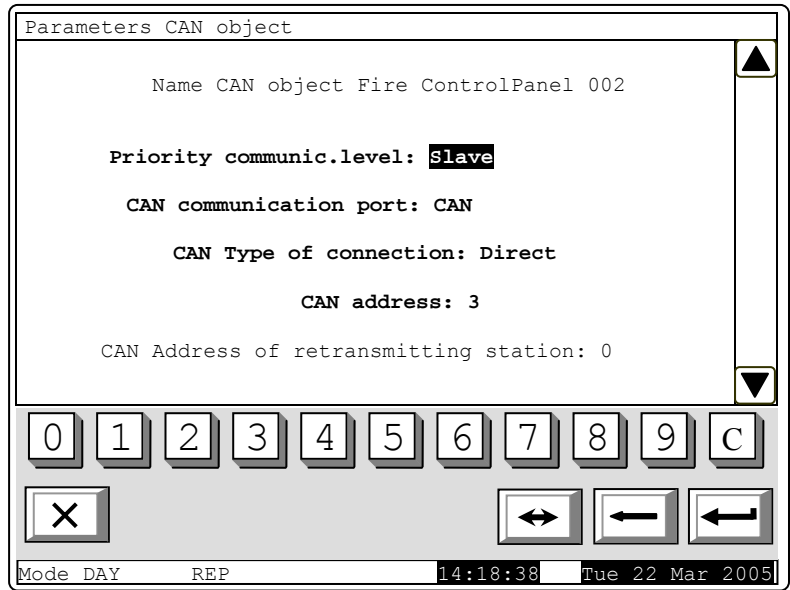 Parameters CAN object
Name CAN object Fire ControlPanel 002
Priority communic.level: Slave
CAN communication port: CAN
CAN Type of connection: Direct
CAN address: 3
CAN Address of retransmitting station: 0
0 1 2 3 4 5 6 7 8 9 C
Mode DAY REP 14:18:38 Tue 22 Mar 2005